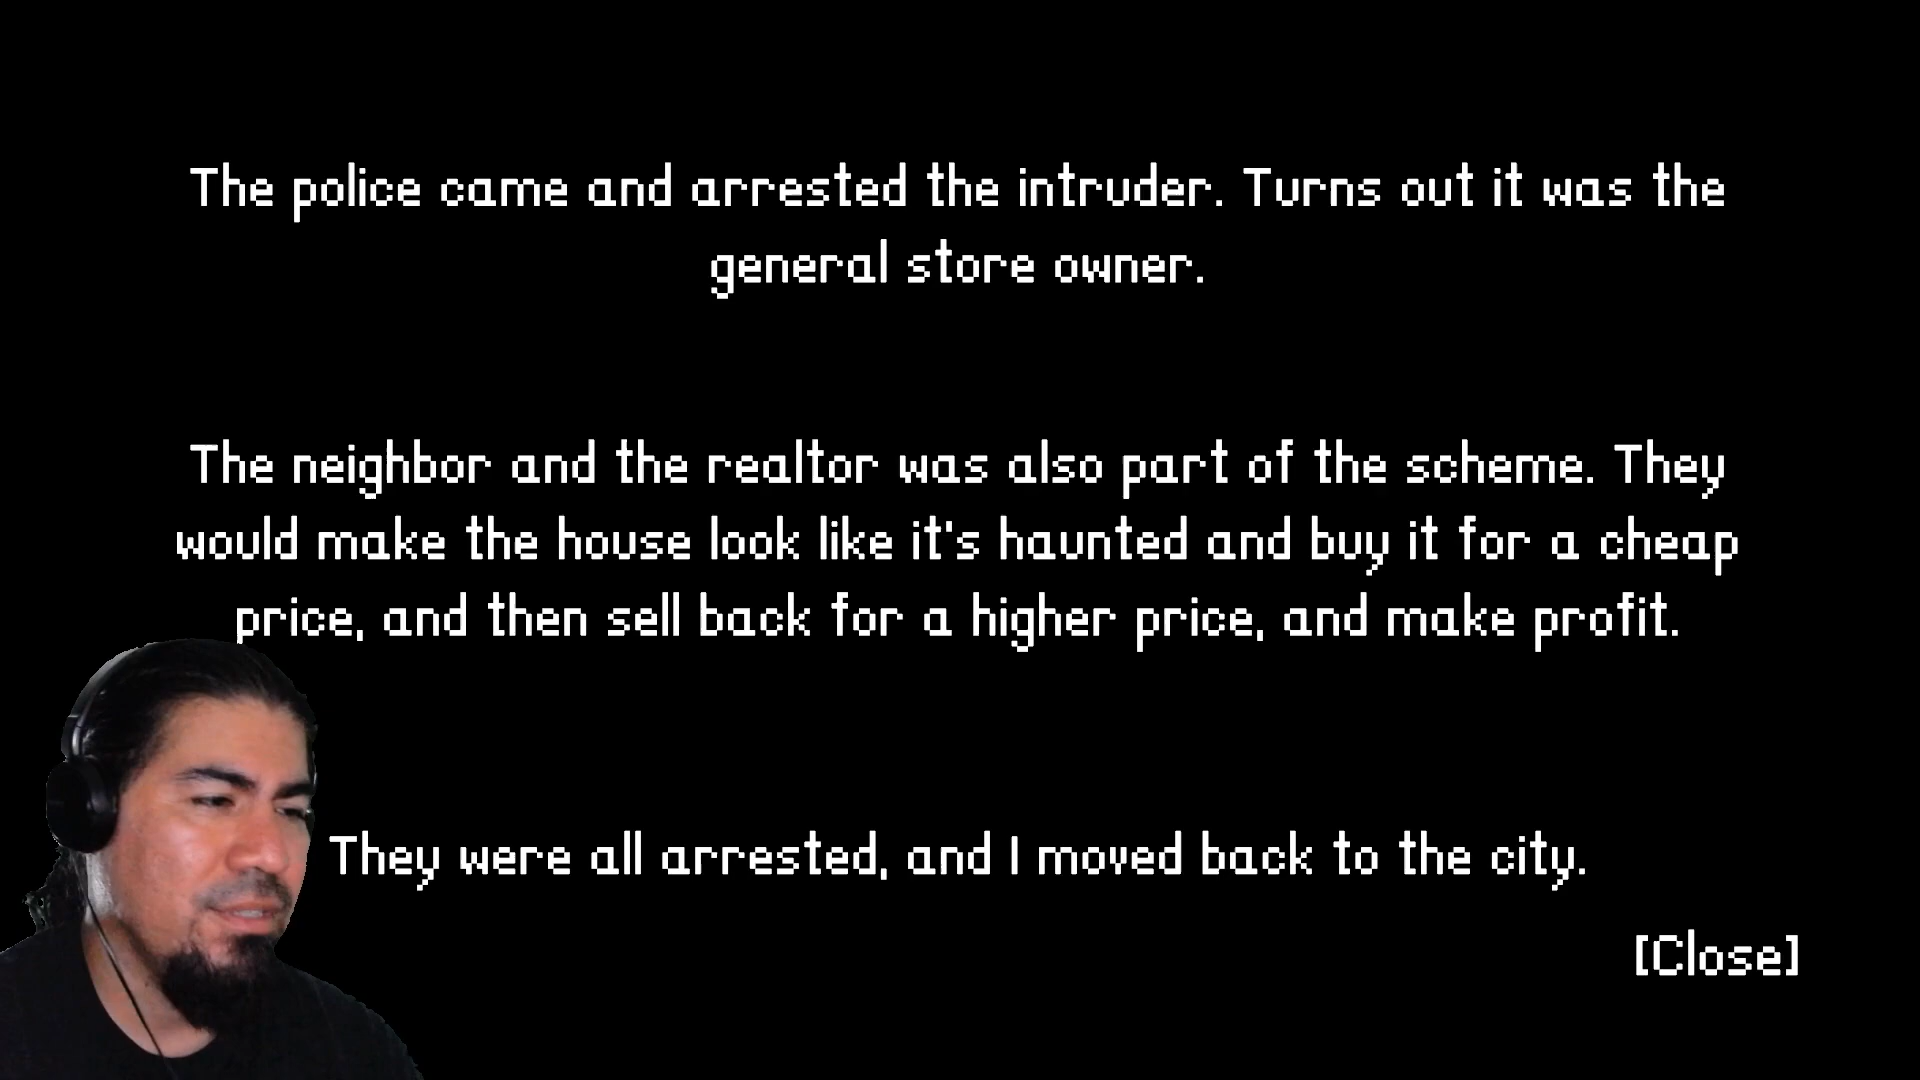 The police came and arrested the intruder. Turns out it was the
general store owner.
The neighbor and the realtor was also part of the scheme. They
would make the house look like it's haunted and buy it for a cheap
price, and then sell back for a higher price, and make profit.
They were all arrested, and I moved back to the city.
[Close]